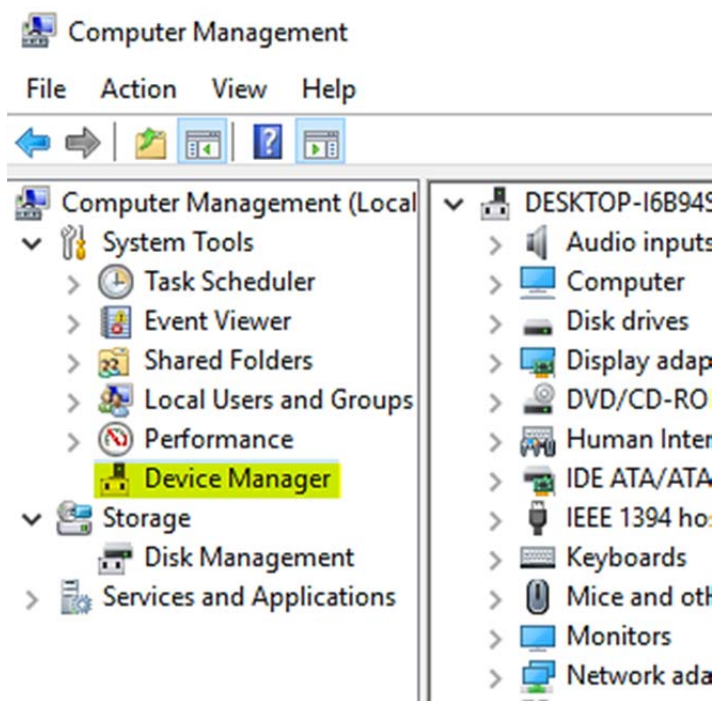 Computer Management
File Action View Help
Computer Management (Local
System Tools
Task Scheduler
Event Viewer
Shared Folders
Local Users and Groups
Performance
Device Manager
Storage
Disk Management
Services and Applications
DESKTOP-I6B94S
Audio inputs
Computer
Disk drives
Display adap
DVD/CD-RO
Human Inter
IDE ATA/ATA
IEEE 1394 hos
Keyboards
Mice and oth
Monitors
Network ada